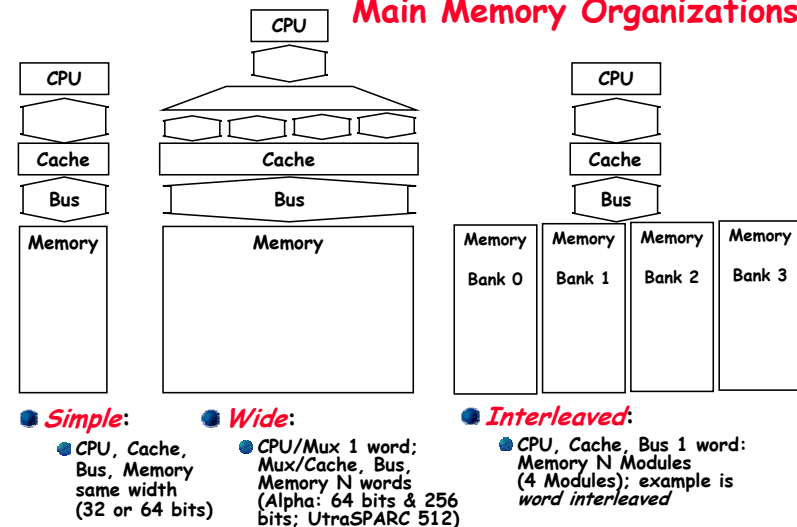 Main Memory Organizations
CPU
Cache
Bus
Memory
CPU
Cache
Bus
Memory
CPU
Cache
Bus
Memory
Bank 0
Memory
Bank 1
Memory
Bank 2
Memory
Bank 3
Simple:
CPU, Cache,
Bus, Memory
same width
(32 or 64 bits)
Wide:
CPU/Mux 1 word;
Mux/Cache, Bus,
Memory N words
(Alpha: 64 bits & 256
bits; UtraSPARC 512)
Interleaved:
CPU, Cache, Bus 1 word:
Memory N Modules
(4 Modules); example is
word interleaved